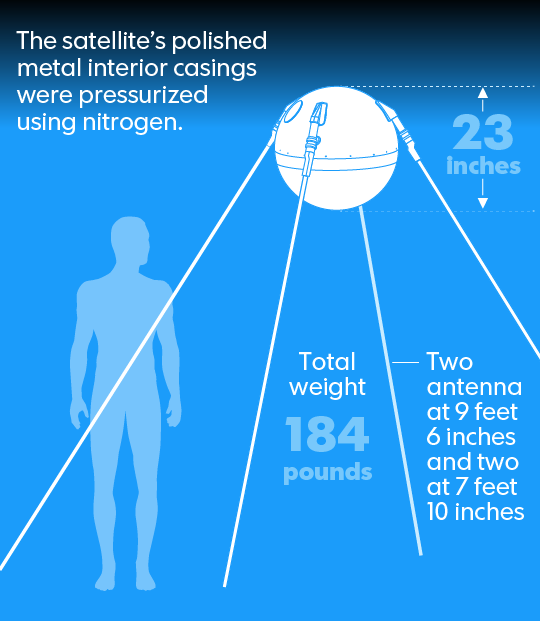 The satellite's polished
metal interior casings
were pressurized
using nitrogen.
23
inches
Total
weight
184
pounds
Two
antenna
at 9 feet
6 inches
and two
at 7 feet
10 inches